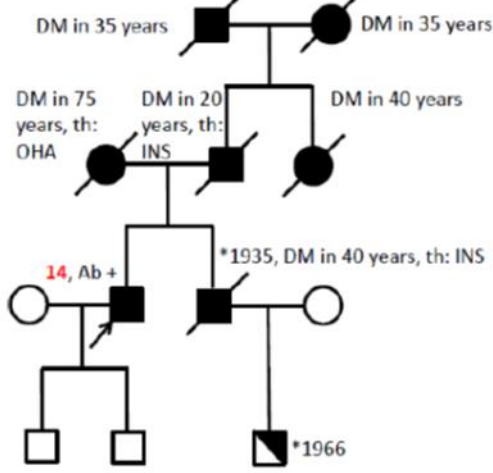 DM in 35 years
DM in 35 years
DM in 75
years, th:
OHA
DM in 20
years, th:
INS
DM in 40 years
14, Ab +
*1935, DM in 40 years, th: INS
*1966